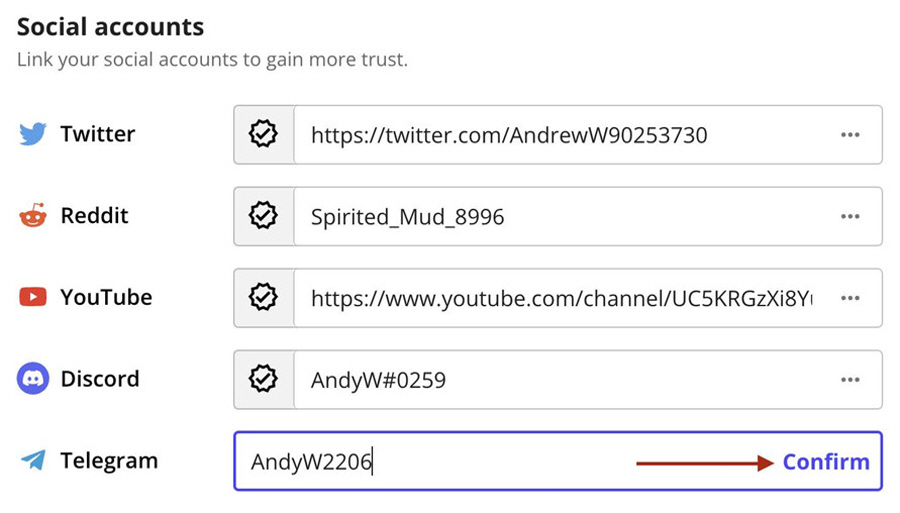 Social accounts
Link your social accounts to gain more trust.
Twitter https://twitter.com/AndrewW90253730 •••
Reddit Spirited_Mud_8996 •••
YouTube https://www.youtube.com/channel/UC5KRGzXi8Y •••
Discord AndyW#0259 •••
Telegram AndyW2206 Confirm